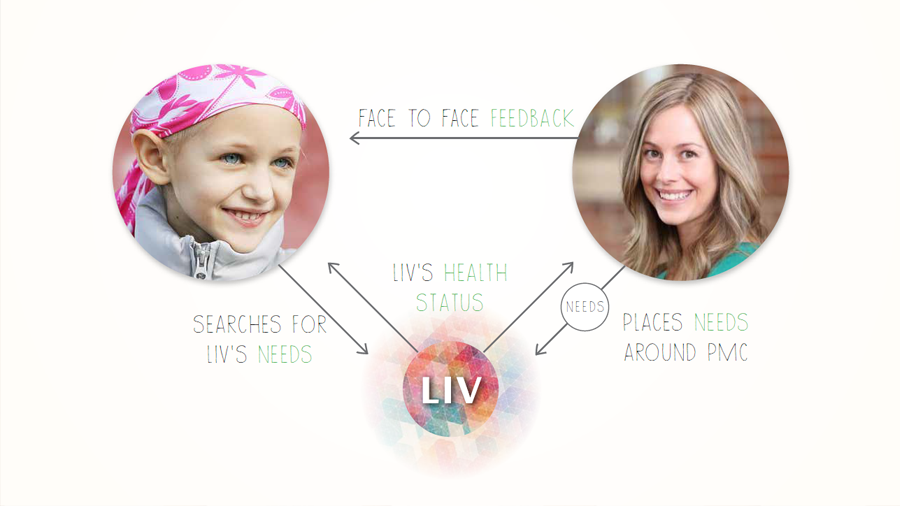 FACE TO FACE FEEDBACK
LIV'S HEALTH
STATUS
NEEDS
SEARCHES FOR
LIV'S NEEDS
PLACES NEEDS
AROUND PMC
LIV